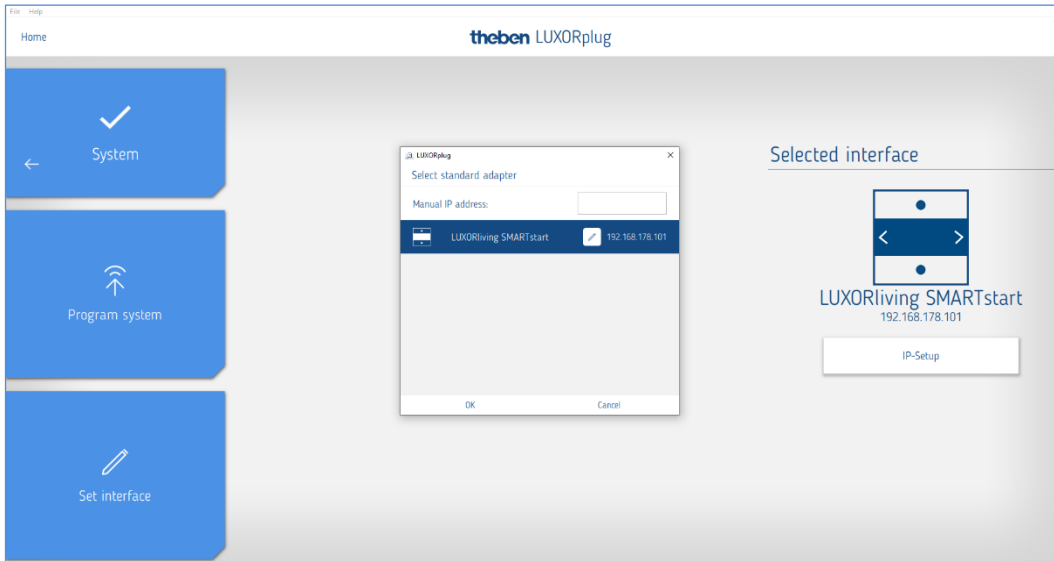 File Help
Home
theben LUXORplug
System
Program system
Set interface
LUXORplug
Select standard adapter
Manual IP address:
LUXORliving SMARTstart 192.168.178.101
OK Cancel
Selected interface
LUXORliving SMARTstart
192.168.178.101
IP-Setup